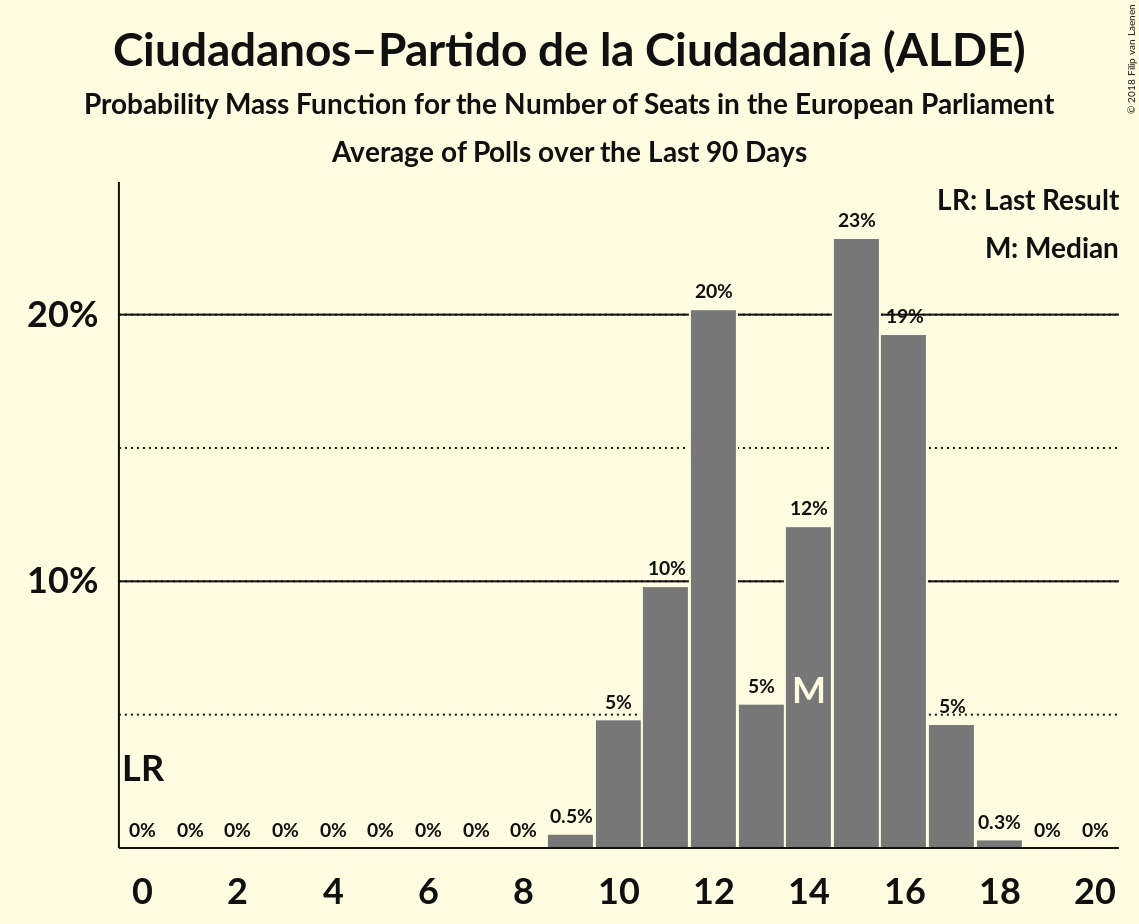 Ciudadanos–Partido de la Ciudadanía (ALDE)
Probability Mass Function for the Number of Seats in the European Parliament
Average of Polls over the Last 90 Days
© 2018 Filip van Laenen
LR: Last Result
M: Median
20%
10%
23%
20%
19%
12%
10%
5%
5%
5%
M
LR
0% 0% 0% 0% 0% 0% 0% 0% 0% 0.5% 0.3% 0% 0%
0 2 4 6 8 10 12 14 16 18 20